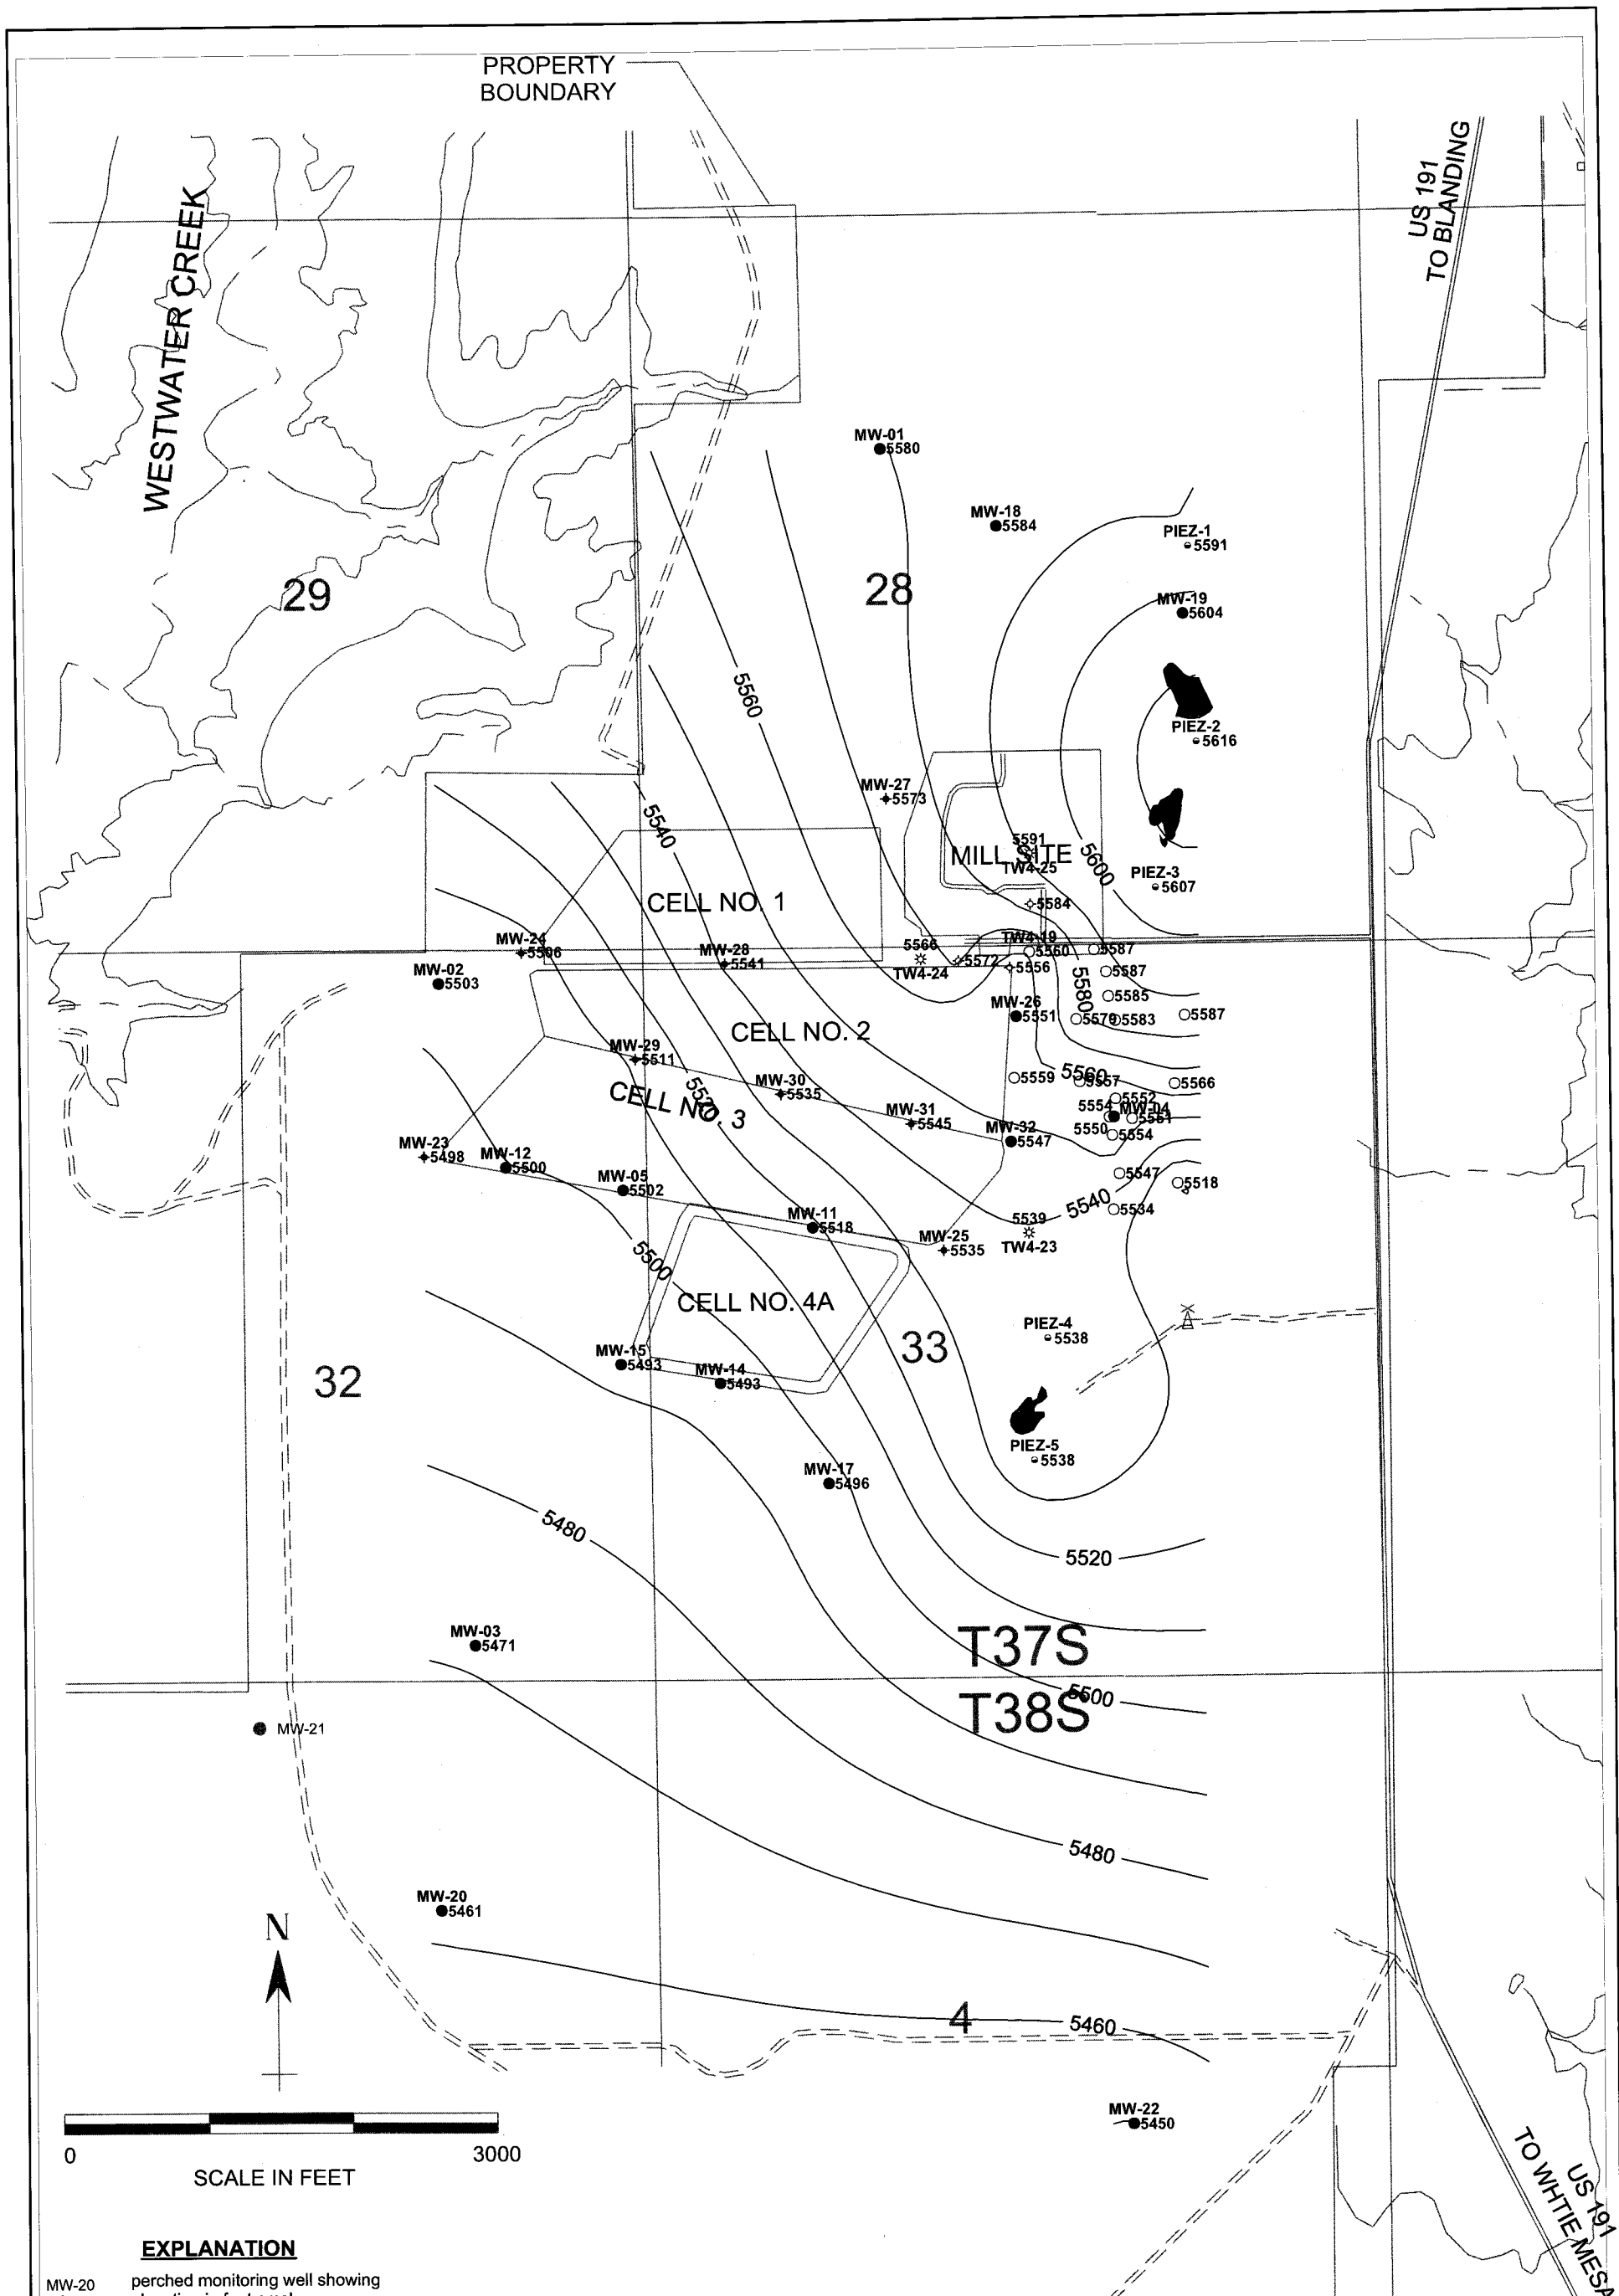 PROPERTY
BOUNDARY
US 191
TO BLANDING
WESTWATER CREEK
MW-01
5580
MW-18
5584
PIEZ-1
5591
29
28
MW-19
5604
5560
PIEZ-2
5616
MW-27
5573
5540
5591
MILL SITE
TW4-25
5600
PIEZ-3
5607
CELL NO. 1
5584
MW-24
5506
MW-28
5541
5566
TW4-24
5572
TW4-19
5560
5556
5587
5587
MW-02
5503
5580
5585
MW-26
5551
5579
5583
5587
CELL NO. 2
MW-29
5511
MW-30
5535
5520
CELL NO. 3
5559
5560
5557
5566
5552
5554
MW-04
5551
5550
5554
MW-31
5545
MW-32
5547
MW-23
5498
MW-12
5500
MW-05
5502
5547
5518
5540
5534
MW-11
5518
MW-25
5535
5539
TW4-23
5500
CELL NO. 4A
33
PIEZ-4
5538
MW-15
5493
MW-14
5493
32
PIEZ-5
5538
MW-17
5496
5480
5520
MW-03
5471
T37S
T38S
5500
MW-21
5480
MW-20
5461
N
4
5460
MW-22
5450
0
3000
SCALE IN FEET
US 191
TO WHTIE MESA
EXPLANATION
MW-20
perched monitoring well showing